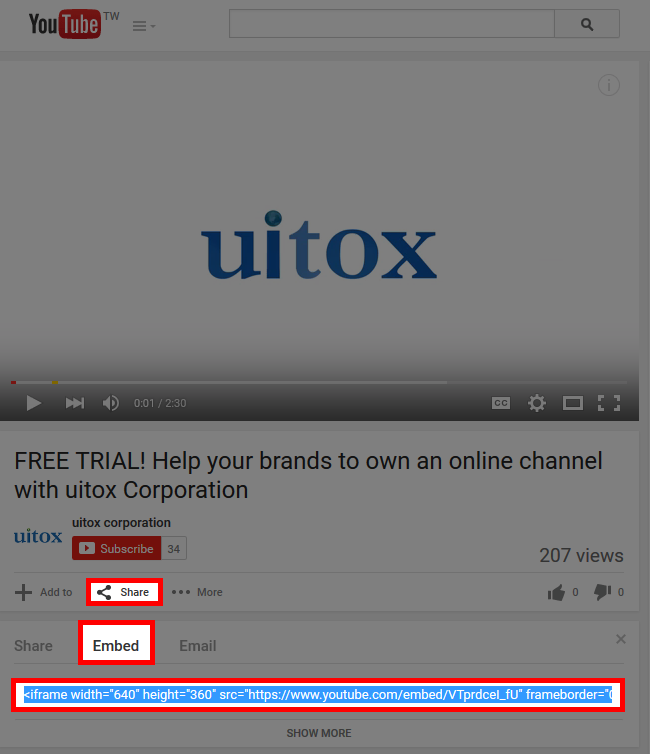 YouTube TW
uitox
CC
0:01 / 2:30
FREE TRIAL! Help your brands to own an online channel
with uitox Corporation
uitox
uitox corporation
Subscribe 34
207 views
Add to Share More 0 0
Share Embed Email
<iframe width="640" height="360" src="https://www.youtube.com/embed/VTprdceI_fU" frameborder="0
SHOW MORE